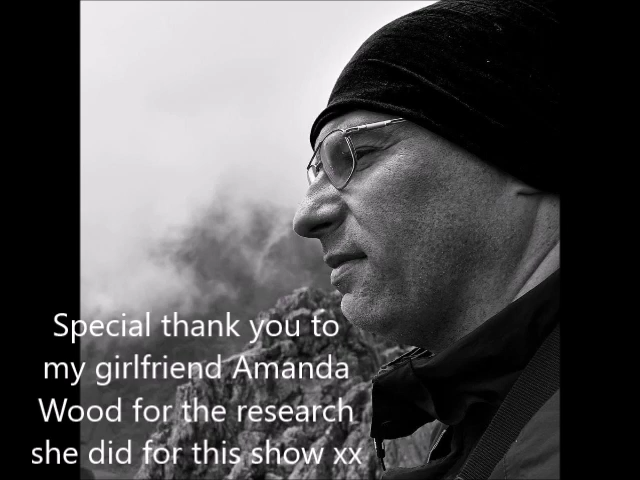 Special thank you to
my girlfriend Amanda
Wood for the research
she did for this show xx